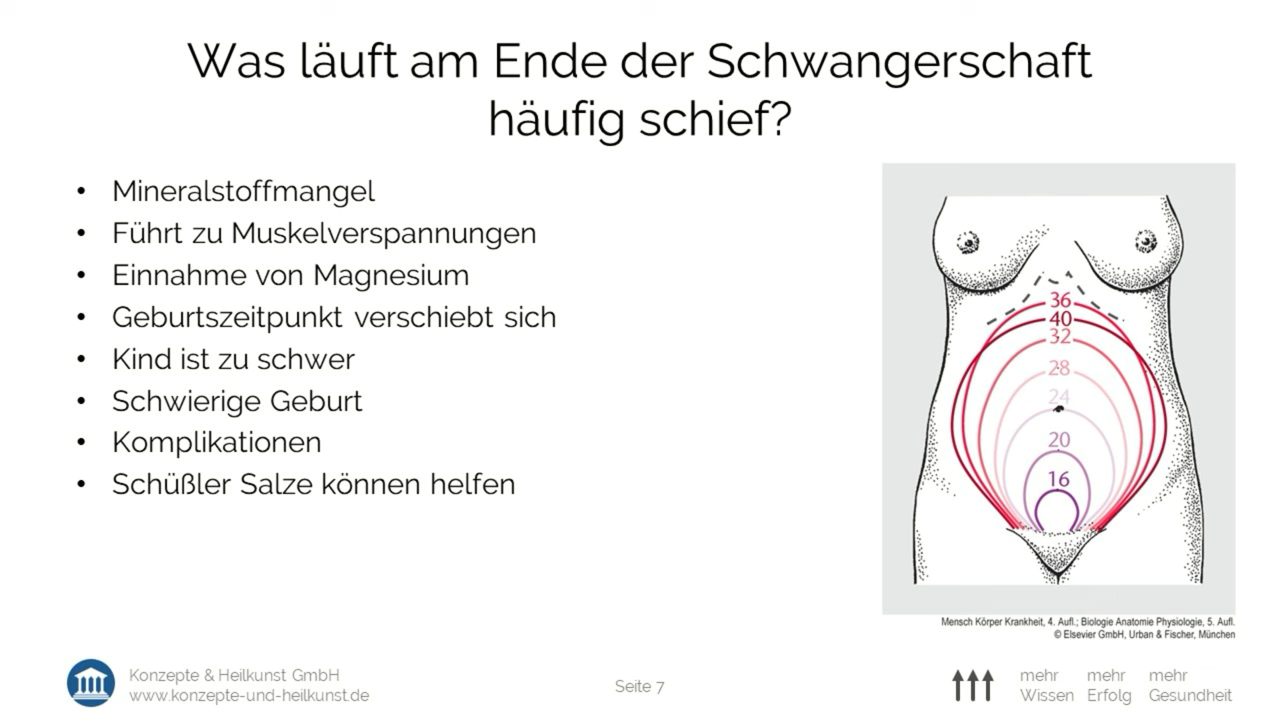 Was läuft am Ende der Schwangerschaft
häufig schief?
• Mineralstoffmangel
• Führt zu Muskelverspannungen
• Einnahme von Magnesium
• Geburtszeitpunkt verschiebt sich
• Kind ist zu schwer
• Schwierige Geburt
• Komplikationen
• Schüßler Salze können helfen
36
40
32
28
24
20
16
Mensch Körper Krankheit, 4. Aufl.; Biologie Anatomie Physiologie, 5. Aufl.
© Elsevier GmbH, Urban & Fischer, München
Konzepte & Heilkunst GmbH
www.konzepte-und-heilkunst.de
Seite 7
mehr mehr mehr
Wissen Erfolg Gesundheit